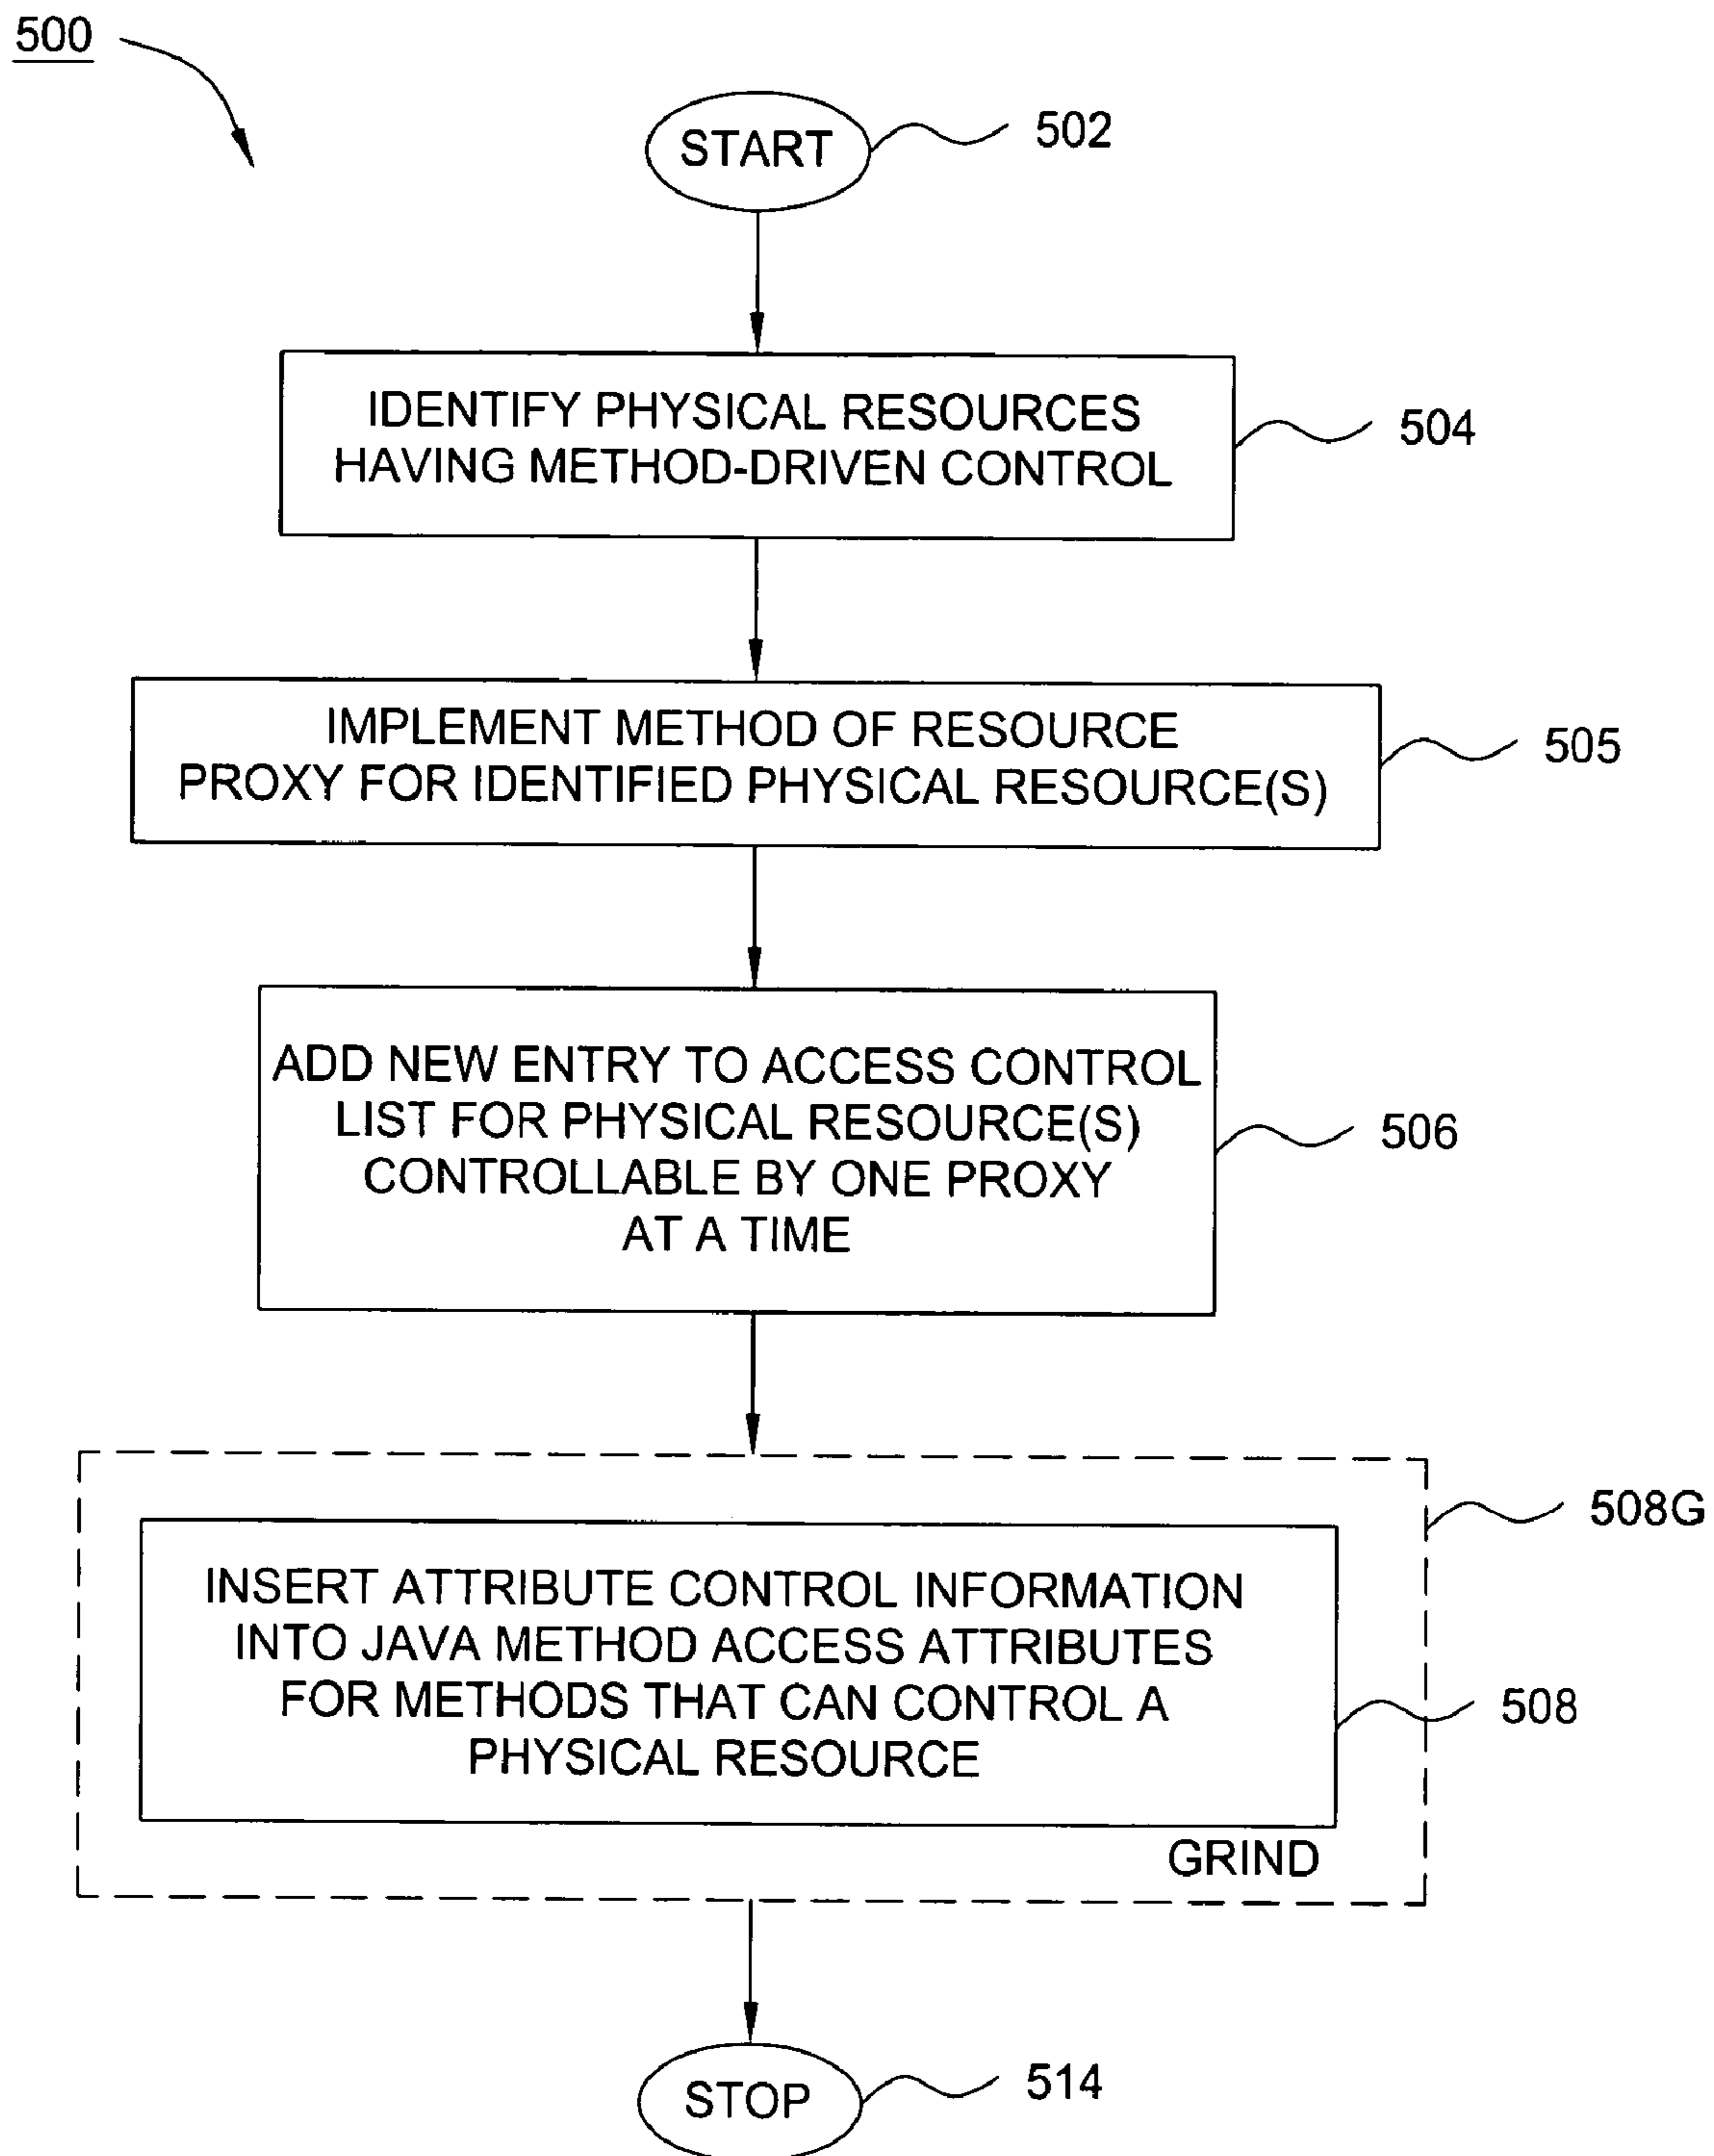 500
START
502
IDENTIFY PHYSICAL RESOURCES
HAVING METHOD-DRIVEN CONTROL
504
IMPLEMENT METHOD OF RESOURCE
PROXY FOR IDENTIFIED PHYSICAL RESOURCE(S)
505
ADD NEW ENTRY TO ACCESS CONTROL
LIST FOR PHYSICAL RESOURCE(S)
CONTROLLABLE BY ONE PROXY
AT A TIME
506
508G
INSERT ATTRIBUTE CONTROL INFORMATION
INTO JAVA METHOD ACCESS ATTRIBUTES
FOR METHODS THAT CAN CONTROL A
PHYSICAL RESOURCE
508
GRIND
STOP
514